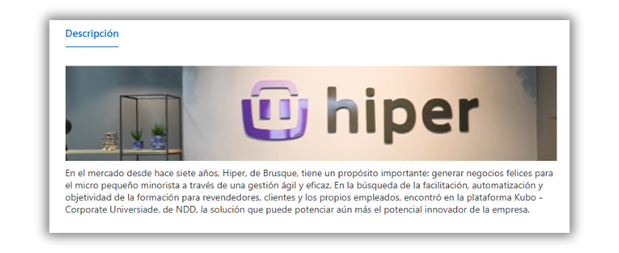 Descripción
hiper
En el mercado desde hace siete años, Hiper, de Brusque, tiene un propósito importante: generar negocios felices para
el micro pequeño minorista a través de una gestión ágil y eficaz. En la búsqueda de la facilitación, automatización y
objetividad de la formación para revendedores, clientes y los propios empleados, encontró en la plataforma Kubo -
Corporate Universiade, de NDD, la solución que puede potenciar aún más el potencial innovador de la empresa.